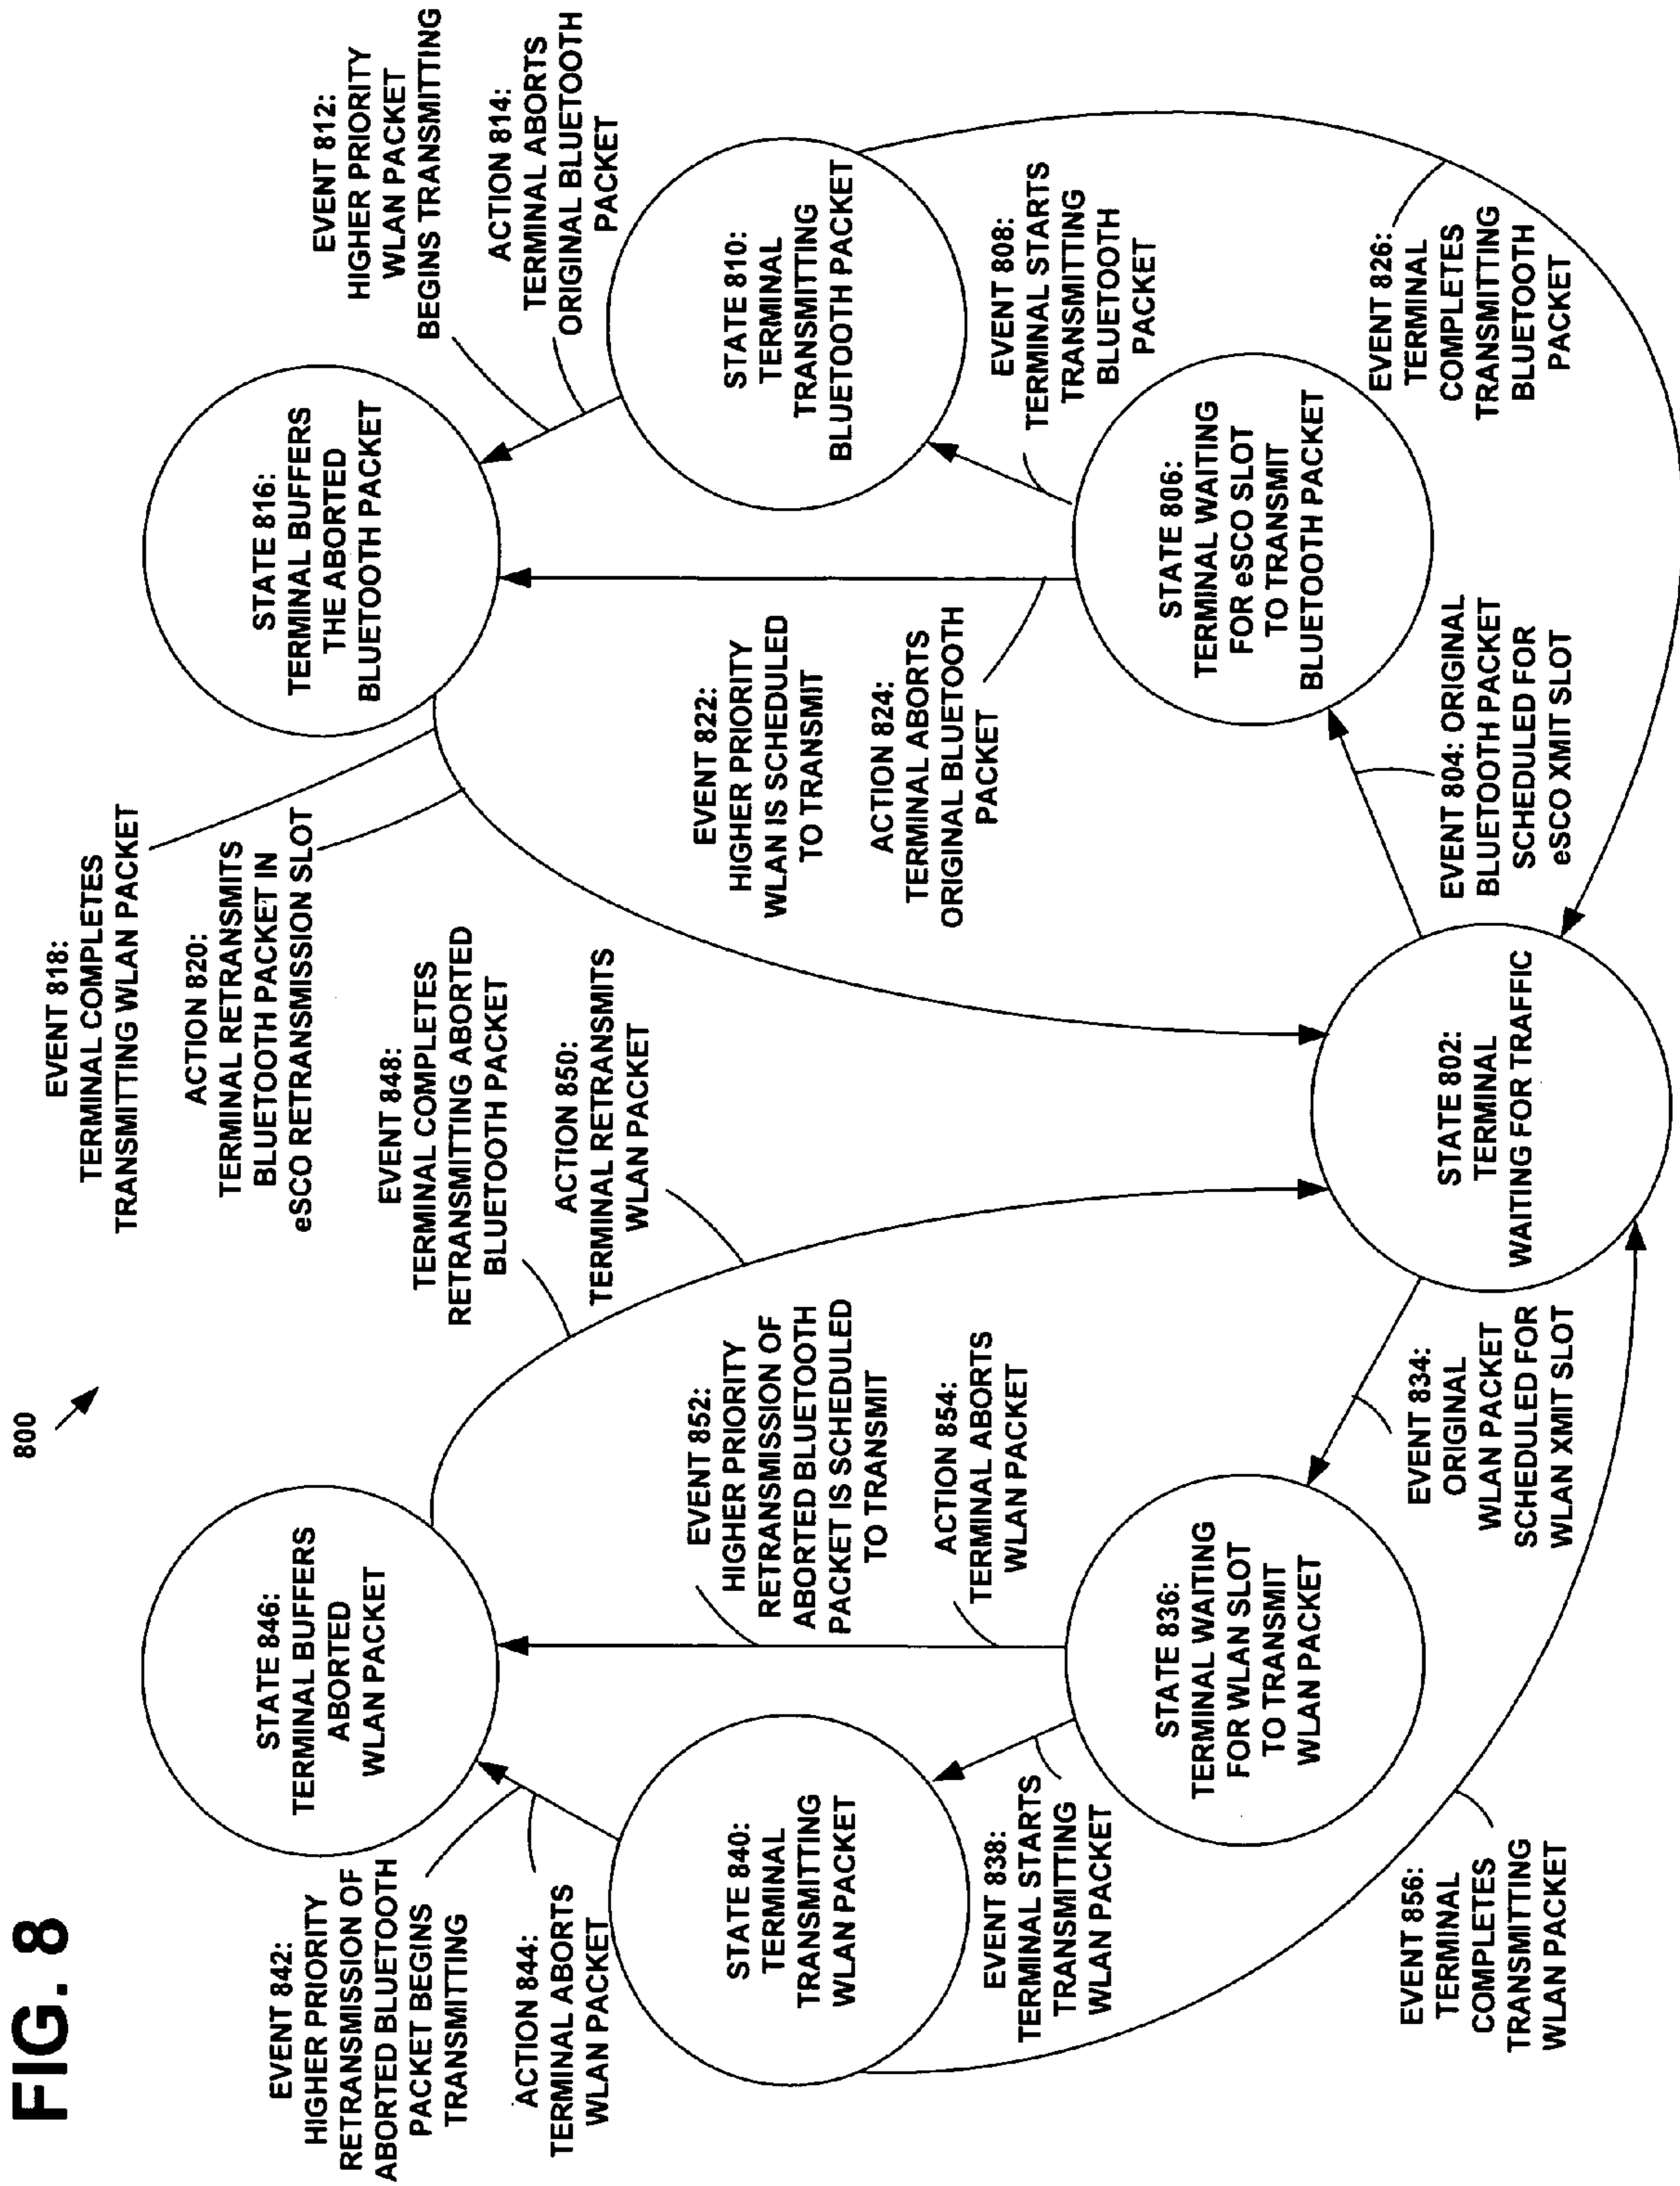 FIG. 8
800
EVENT 842:
HIGHER PRIORITY
RETRANSMISSION OF
ABORTED BLUETOOTH
PACKET BEGINS
TRANSMITTING
ACTION 844:
TERMINAL ABORTS
WLAN PACKET
STATE 846:
TERMINAL BUFFERS
ABORTED
WLAN PACKET
EVENT 848:
TERMINAL COMPLETES
RETRANSMITTING ABORTED
BLUETOOTH PACKET
ACTION 850:
TERMINAL RETRANSMITS
WLAN PACKET
EVENT 818:
TERMINAL COMPLETES
TRANSMITTING WLAN PACKET
ACTION 820:
TERMINAL RETRANSMITS
BLUETOOTH PACKET IN
eSCO RETRANSMISSION SLOT
STATE 816:
TERMINAL BUFFERS
THE ABORTED
BLUETOOTH PACKET
EVENT 812:
HIGHER PRIORITY
WLAN PACKET
BEGINS TRANSMITTING
ACTION 814:
TERMINAL ABORTS
ORIGINAL BLUETOOTH
PACKET
STATE 840:
TERMINAL
TRANSMITTING
WLAN PACKET
EVENT 852:
HIGHER PRIORITY
RETRANSMISSION OF
ABORTED BLUETOOTH
PACKET IS SCHEDULED
TO TRANSMIT
ACTION 854:
TERMINAL ABORTS
WLAN PACKET
EVENT 822:
HIGHER PRIORITY
WLAN IS SCHEDULED
TO TRANSMIT
ACTION 824:
TERMINAL ABORTS
ORIGINAL BLUETOOTH
PACKET
STATE 810:
TERMINAL
TRANSMITTING
BLUETOOTH PACKET
EVENT 838:
TERMINAL STARTS
TRANSMITTING
WLAN PACKET
STATE 836:
TERMINAL WAITING
FOR WLAN SLOT
TO TRANSMIT
WLAN PACKET
STATE 806:
TERMINAL WAITING
FOR eSCO SLOT
TO TRANSMIT
BLUETOOTH PACKET
EVENT 808:
TERMINAL STARTS
TRANSMITTING
BLUETOOTH
PACKET
EVENT 856:
TERMINAL
COMPLETES
TRANSMITTING
WLAN PACKET
EVENT 834:
ORIGINAL
WLAN PACKET
SCHEDULED FOR
WLAN XMIT SLOT
STATE 802:
TERMINAL
WAITING FOR TRAFFIC
EVENT 804: ORIGINAL
BLUETOOTH PACKET
SCHEDULED FOR
eSCO XMIT SLOT
EVENT 826:
TERMINAL
COMPLETES
TRANSMITTING
BLUETOOTH
PACKET